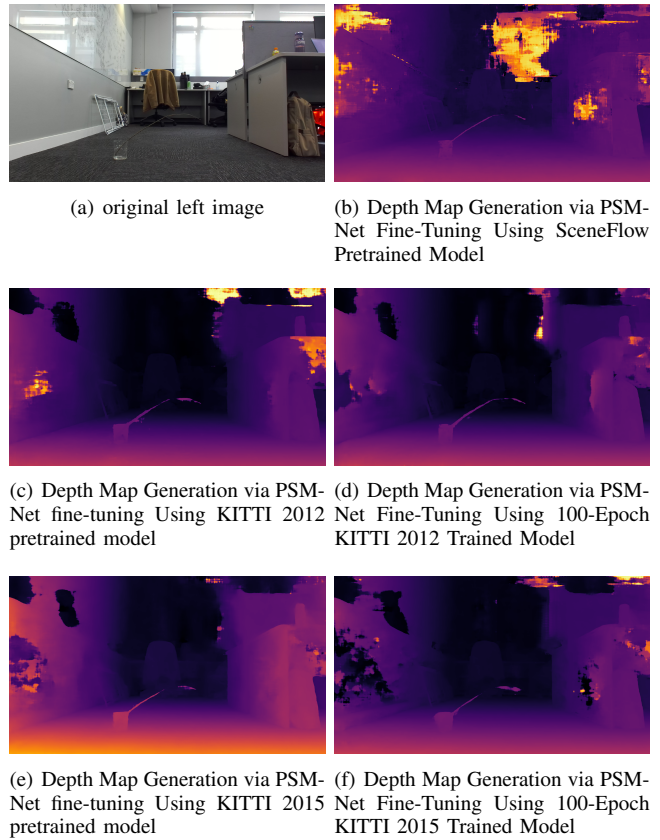 (a) original left image
(b) Depth Map Generation via PSM-
Net Fine-Tuning Using SceneFlow
Pretrained Model
(c) Depth Map Generation via PSM-
Net fine-tuning Using KITTI 2012
pretrained model
(d) Depth Map Generation via PSM-
Net Fine-Tuning Using 100-Epoch
KITTI 2012 Trained Model
(e) Depth Map Generation via PSM-
Net fine-tuning Using KITTI 2015
pretrained model
(f) Depth Map Generation via PSM-
Net Fine-Tuning Using 100-Epoch
KITTI 2015 Trained Model